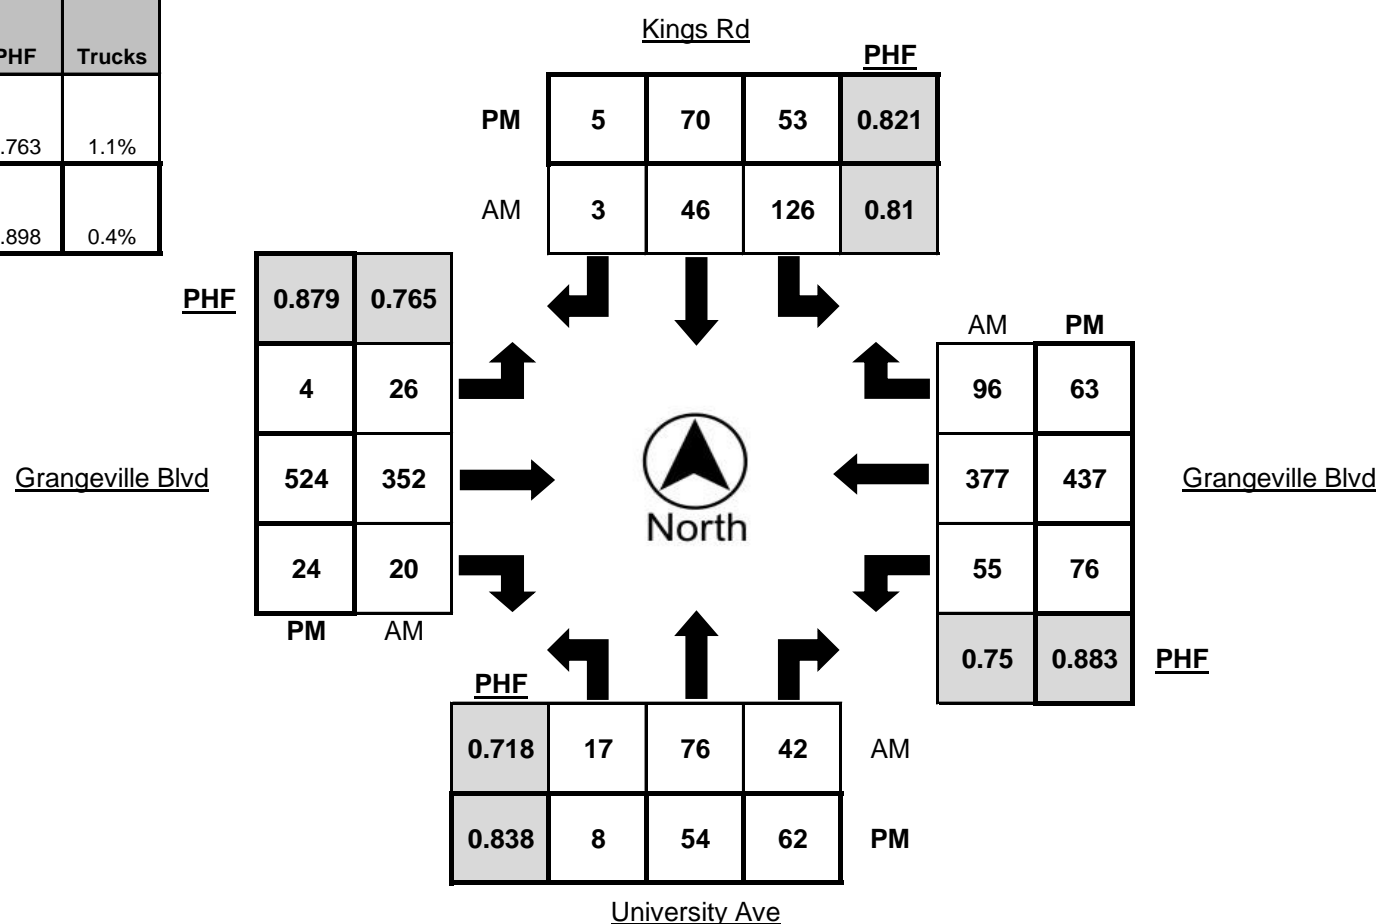 PHF Trucks
.763 1.1%
.898 0.4%
Kings Rd
PHF
PM 5 70 53 0.821
AM 3 46 126 0.81
PHF 0.879 0.765
4 26
Grangeville Blvd 524 352
24 20
PM AM
North
AM PM
96 63
377 437 Grangeville Blvd
55 76
0.75 0.883 PHF
PHF
0.718 17 76 42 AM
0.838 8 54 62 PM
University Ave